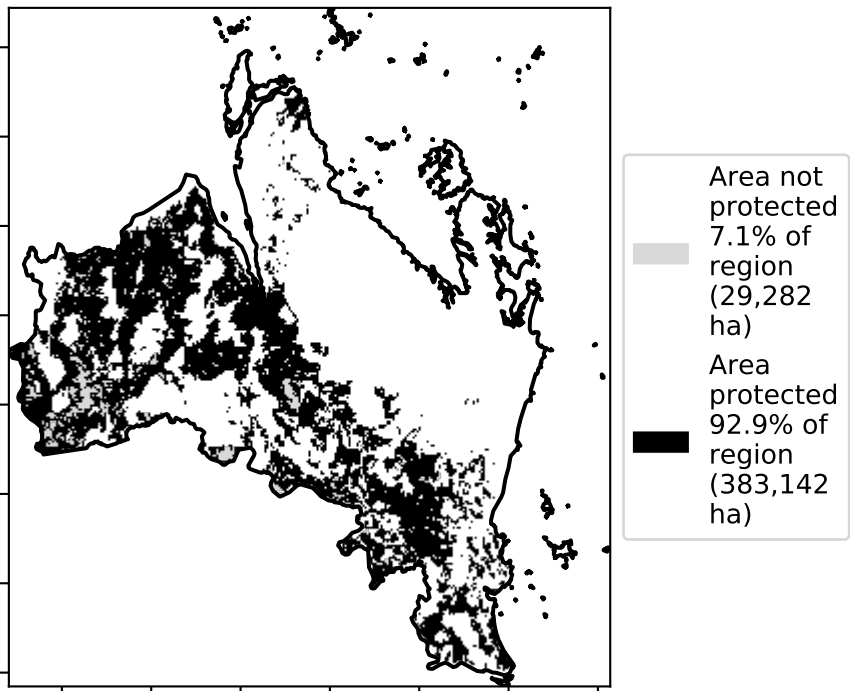 Area not
protected
7.1% of
region
(29,282
ha)
Area
protected
92.9% of
region
(383,142
ha)